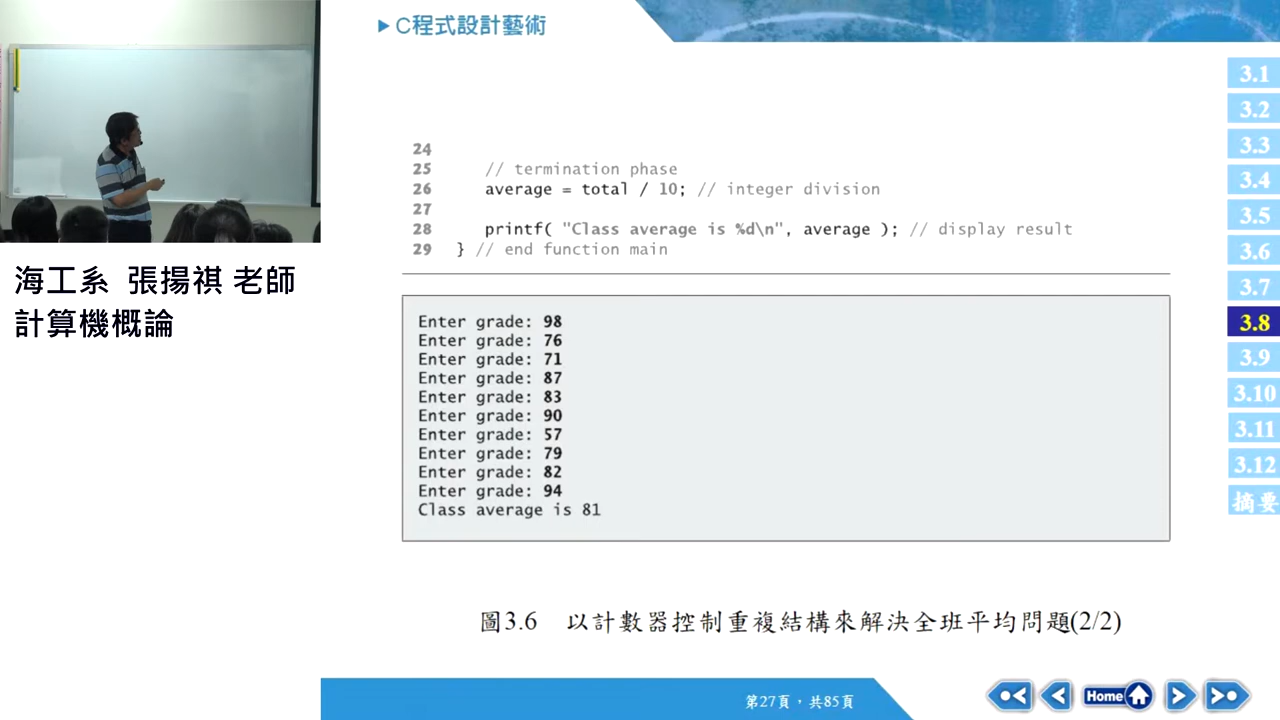 C程式設計藝術
24
25 // termination phase
26 average = total / 10; // integer division
27
28 printf( "Class average is %d\n", average ); // display result
29 } // end function main
Enter grade: 98
Enter grade: 76
Enter grade: 71
Enter grade: 87
Enter grade: 83
Enter grade: 90
Enter grade: 57
Enter grade: 79
Enter grade: 82
Enter grade: 94
Class average is 81
圖3.6 以計數器控制重複結構來解決全班平均問題(2/2)
海工系 張揚祺 老師
計算機概論
3.1
3.2
3.3
3.4
3.5
3.6
3.7
3.8
3.9
3.10
3.11
3.12
摘要
第27頁，共85頁
Home